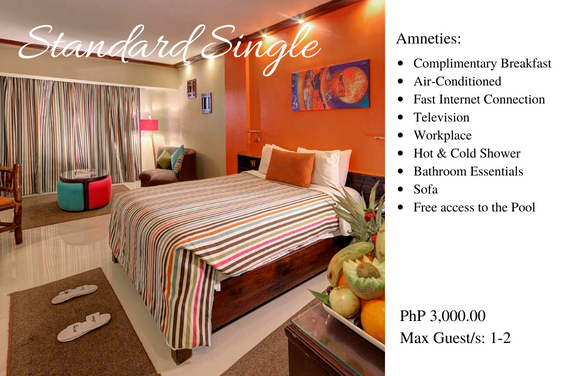 Standard Single
Amneties:
• Complimentary Breakfast
• Air-Conditioned
• Fast Internet Connection
• Television
• Workplace
• Hot & Cold Shower
• Bathroom Essentials
• Sofa
• Free access to the Pool
PhP 3,000.00
Max Guest/s: 1-2